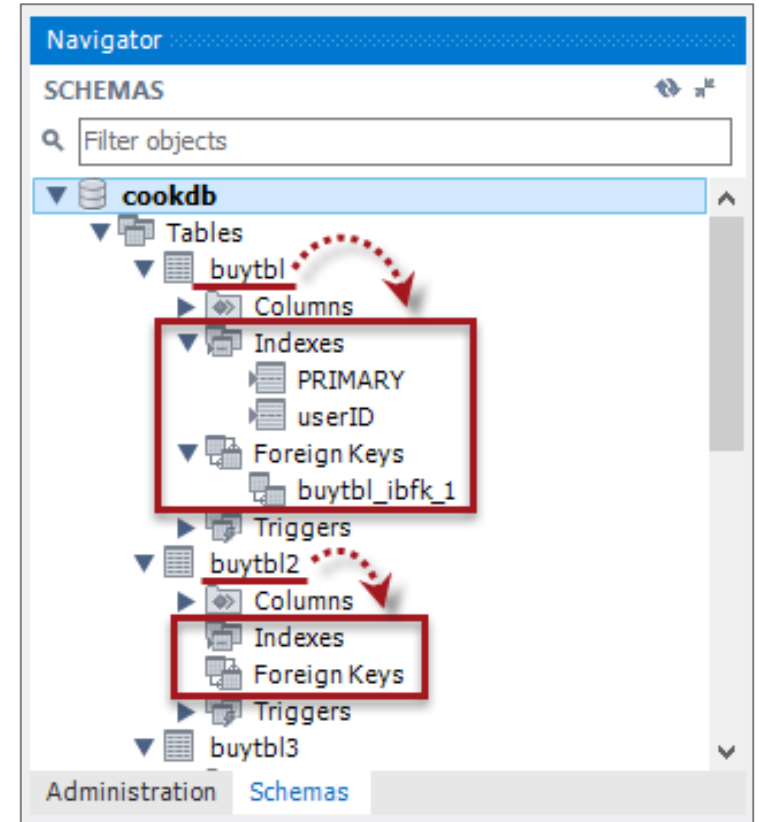 Navigator
SCHEMAS
Filter objects
cookdb
Tables
buytbl
Columns
Indexes
PRIMARY
userID
Foreign Keys
buytbl_ibfk_1
Triggers
buytbl2
Columns
Indexes
Foreign Keys
Triggers
buytbl3
Administration Schemas